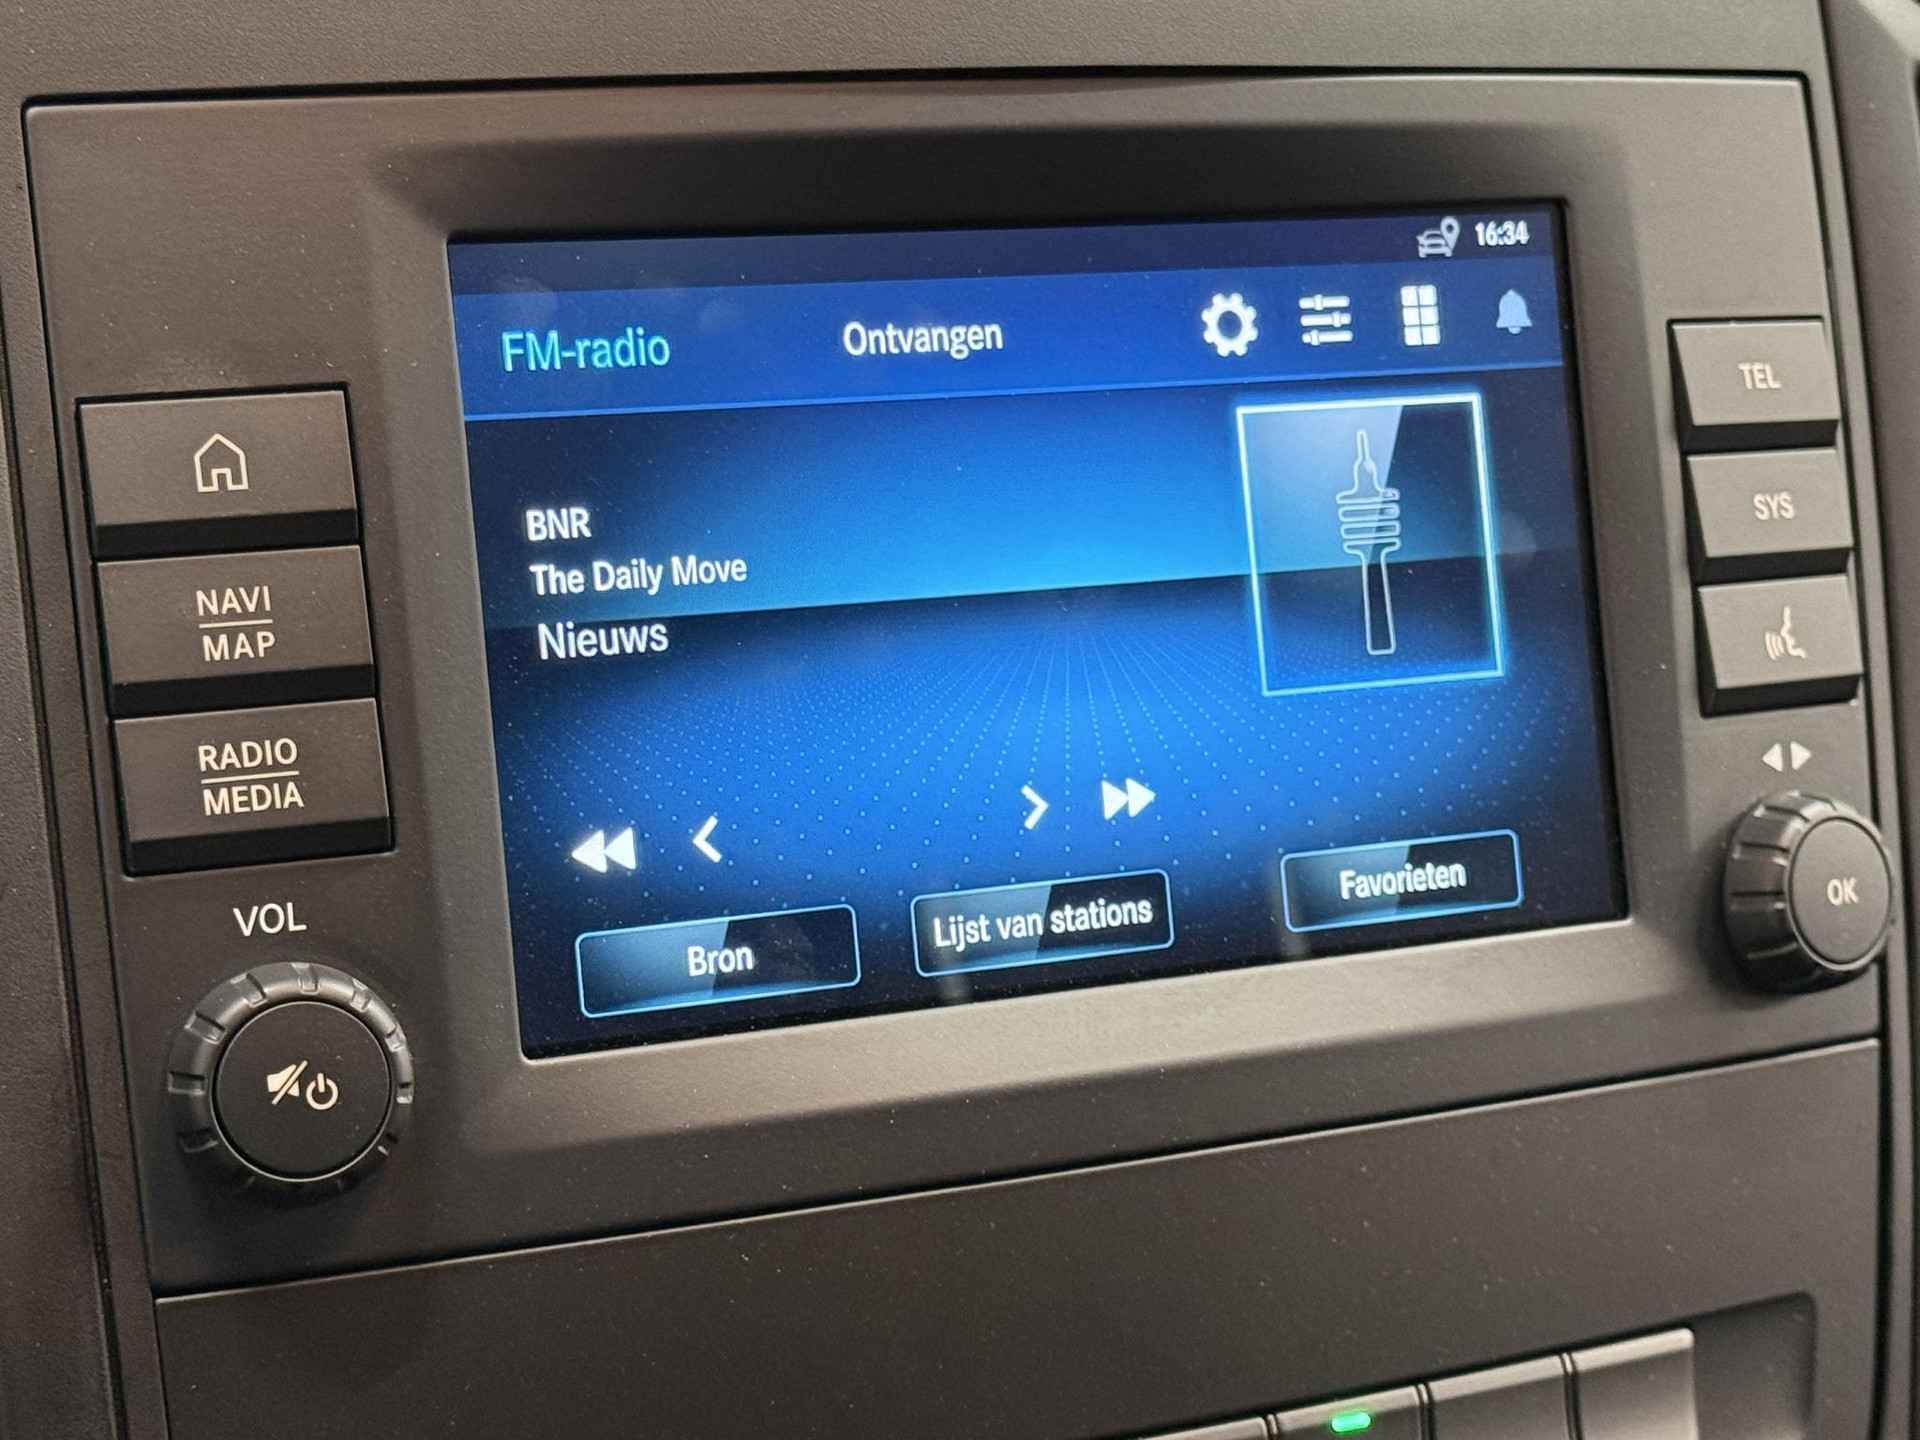 16:34
FM-radio
Ontvangen
BNR
The Daily Move
Nieuws
Bron
Lijst van stations
Favorieten
NAVI
MAP
RADIO
MEDIA
VOL
TEL
SYS
OK